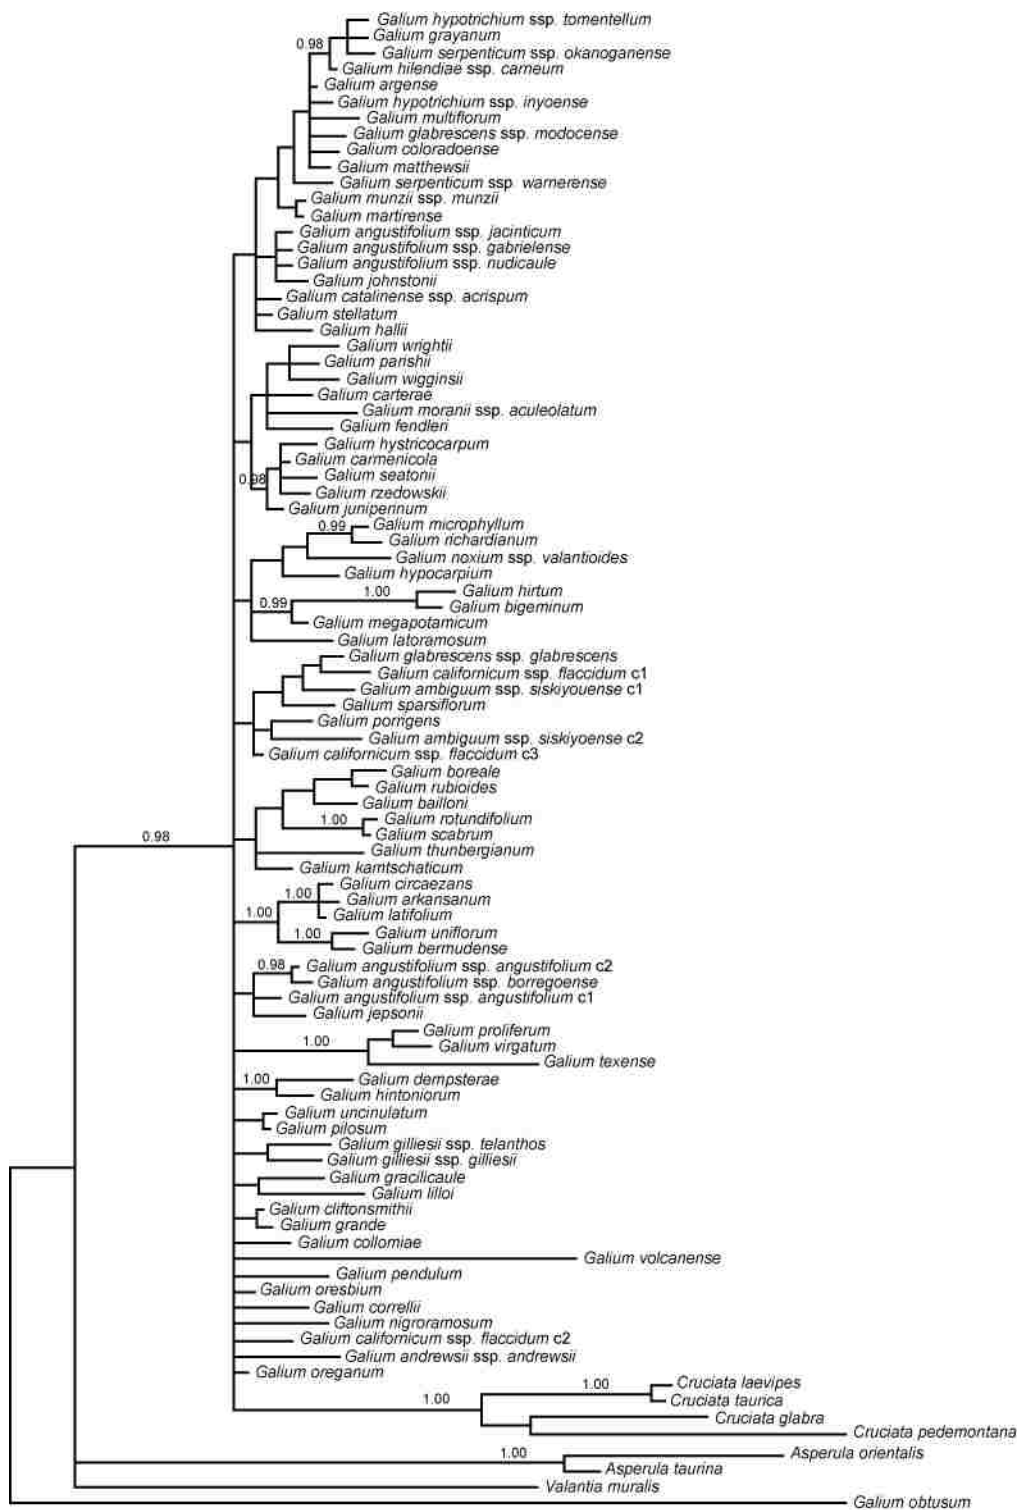 Galium hypotrichium ssp. tomentellum
Galium grayanum
0.98
Galium serpenticum ssp. okanoganense
Galium hilendiae ssp. carneum
Galium argense
Galium hypotrichium ssp. inyoense
Galium multiflorum
Galium glabrescens ssp. modocense
Galium coloradoense
Galium matthewsii
Galium serpenticum ssp. warnerense
Galium munzii ssp. munzii
Galium martirense
Galium angustifolium ssp. jacinticum
Galium angustifolium ssp. gabrielense
Galium angustifolium ssp. nudicaule
Galium johnstonii
Galium catalinense ssp. acrispum
Galium stellatum
Galium hallii
Galium wrightii
Galium parishii
Galium wigginsii
Galium carterae
Galium moranii ssp. aculeolatum
Galium fendleri
Galium hystricocarpum
Galium carmenicola
0.98
Galium seatonii
Galium rzedowskii
Galium juniperinum
0.99
Galium microphyllum
Galium richardianum
Galium noxium ssp. valantioides
Galium hypocarpium
1.00
Galium hirtum
0.99
Galium bigeminum
Galium megapotamicum
Galium latoramosum
Galium glabrescens ssp. glabrescens
Galium californicum ssp. flaccidum c1
Galium ambiguum ssp. siskiyouense c1
Galium sparsiflorum
Galium porrigens
Galium ambiguum ssp. siskiyoense c2
Galium californicum ssp. flaccidum c3
Galium boreale
Galium rubioides
Galium bailloni
1.00
Galium rotundifolium
Galium scabrum
0.98
Galium thunbergianum
Galium kamtschaticum
Galium circaezans
1.00
Galium arkansanum
1.00
Galium latifolium
1.00
Galium uniflorum
Galium bermudense
0.98
Galium angustifolium ssp. angustifolium c2
Galium angustifolium ssp. borregoense
Galium angustifolium ssp. angustifolium c1
Galium jepsonii
Galium proliferum
1.00
Galium virgatum
Galium texense
1.00
Galium dempsterae
Galium hintoniorum
Galium uncinulatum
Galium pilosum
Galium gilliesii ssp. telanthos
Galium gilliesii ssp. gilliesii
Galium gracilicaule
Galium lilloi
Galium cliftonsmithii
Galium grande
Galium collomiae
Galium volcanense
Galium pendulum
Galium oresbium
Galium correllii
Galium nigroramosum
Galium californicum ssp. flaccidum c2
Galium andrewsii ssp. andrewsii
Galium oreganum
1.00
Cruciata laevipes
1.00
Cruciata taurica
Cruciata glabra
Cruciata pedemontana
1.00
Asperula orientalis
Asperula taurina
Valantia muralis
Galium obtusum